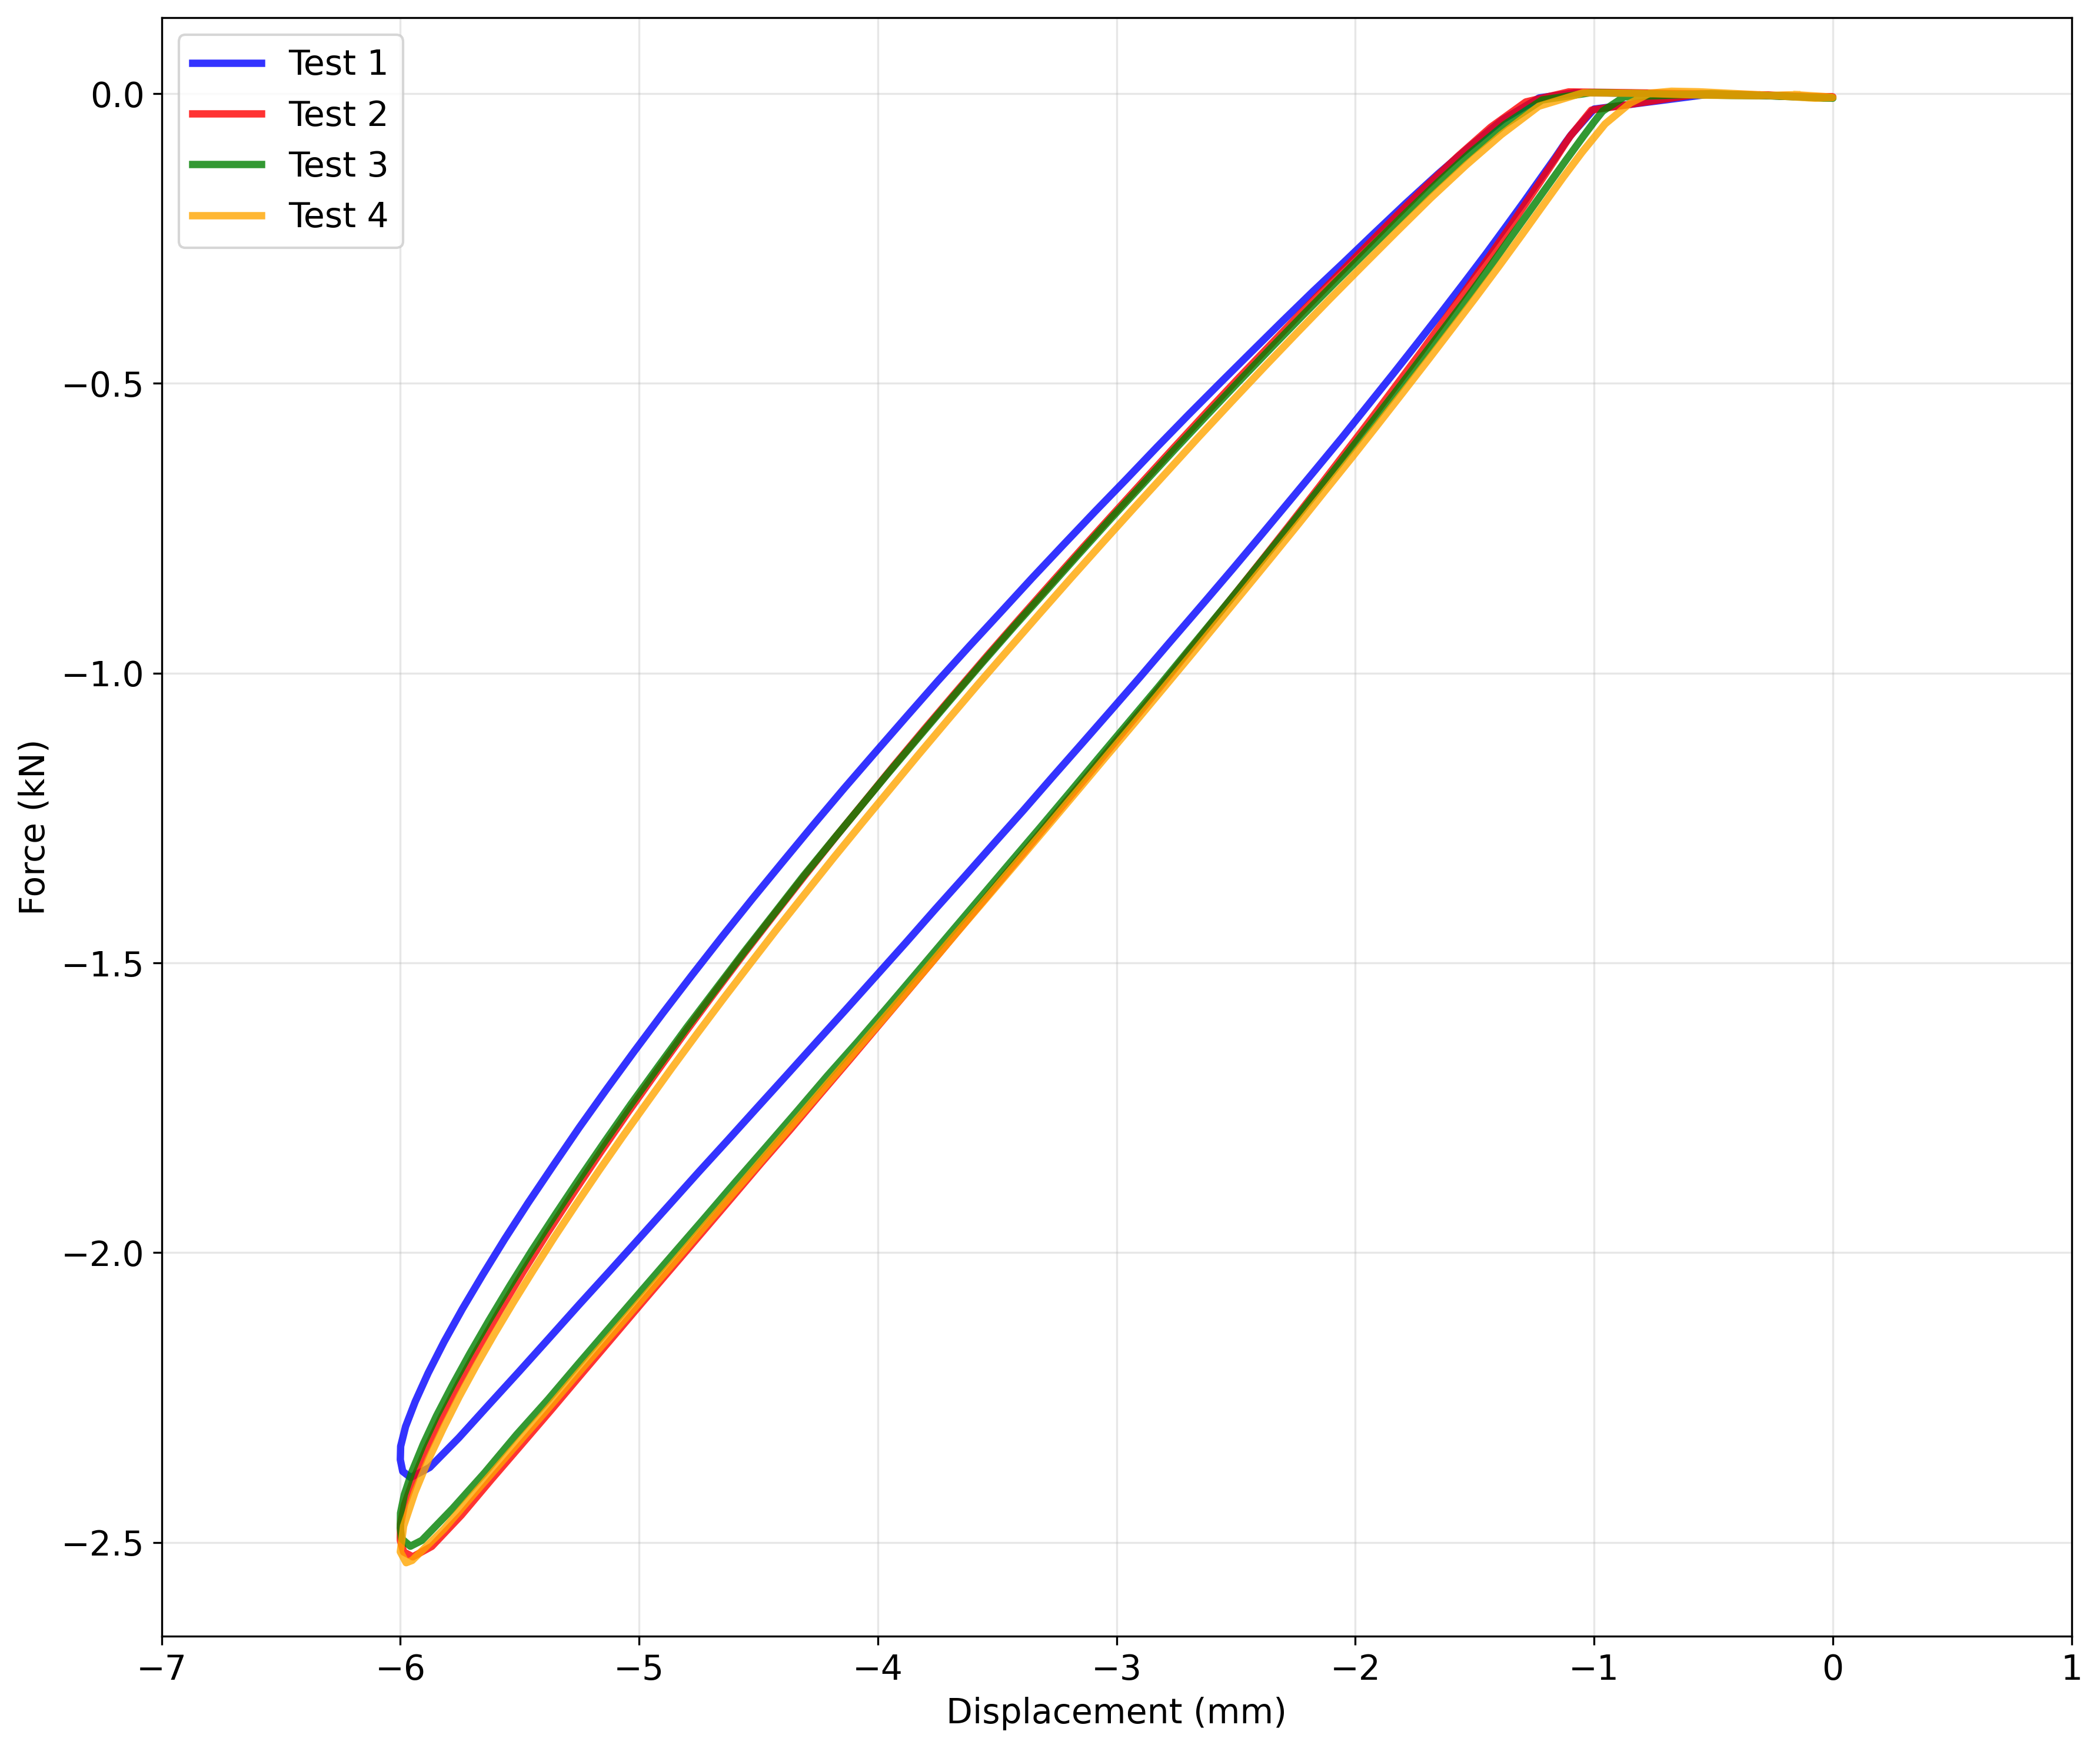 Test 1
Test 2
Test 3
Test 4
0.0
−0.5
−1.0
−1.5
−2.0
−2.5
Force (kN)
−7 −6 −5 −4 −3 −2 −1 0 1
Displacement (mm)